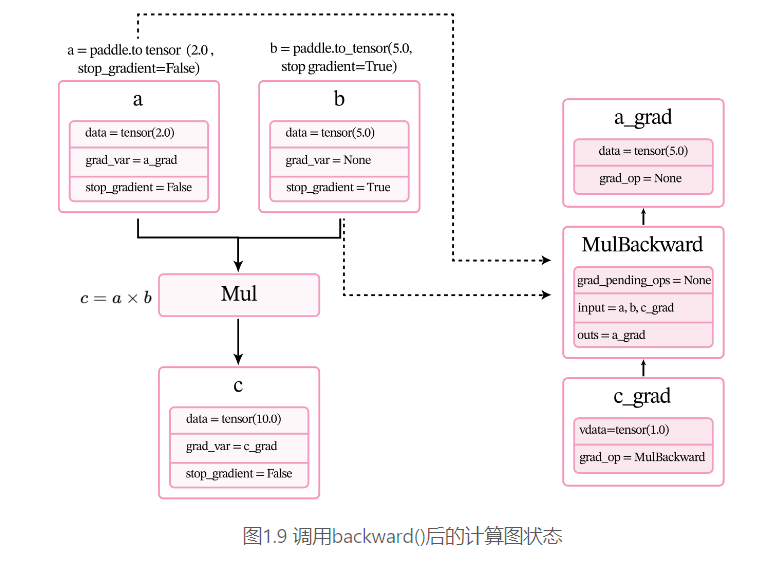 a = paddle.to tensor (2.0 ,
stop_gradient=False)
b = paddle.to_tensor(5.0,
stop gradient=True)
a
data = tensor(2.0)
grad_var = a_grad
stop_gradient = False
b
data = tensor(5.0)
grad_var = None
stop_gradient = True
c = a × b
Mul
c
data = tensor(10.0)
grad_var = c_grad
stop_gradient = False
a_grad
data = tensor(5.0)
grad_op = None
MulBackward
grad_pending_ops = None
input = a, b, c_grad
outs = a_grad
c_grad
vdata=tensor(1.0)
grad_op = MulBackward
图1.9 调用backward()后的计算图状态